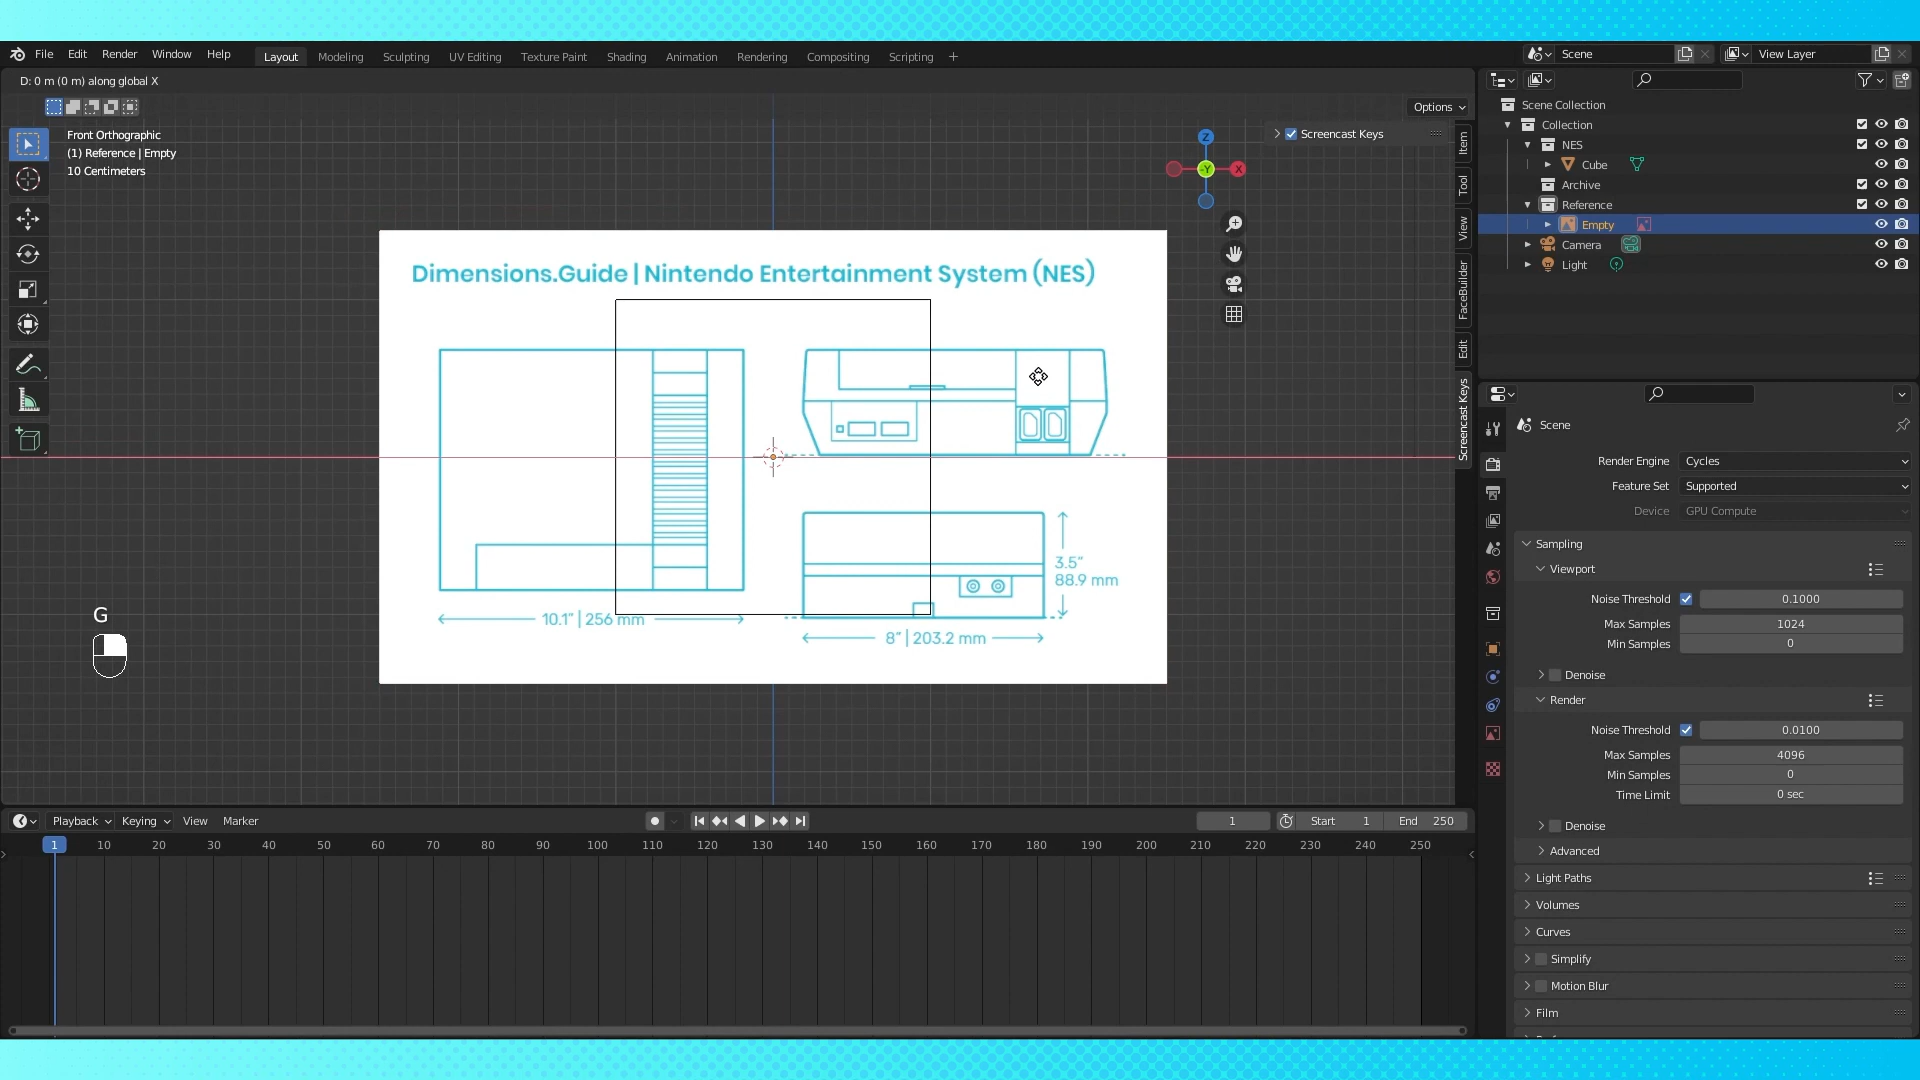 File Edit Render Window Help Layout Modeling Sculpting UV Editing Texture Paint Shading Animation Rendering Compositing Scripting + Scene View Layer
D: 0 m (0 m) along global X
Options
Front Orthographic
(1) Reference | Empty
10 Centimeters
Screencast Keys
Z
-Y
X
Item
Tool
View
FaceBuilder
Edit
Screencast Keys
Dimensions.Guide | Nintendo Entertainment System (NES)
3.5"
88.9 mm
10.1" | 256 mm
8" | 203.2 mm
G
Scene Collection
Collection
NES
Cube
Archive
Reference
Empty
Camera
Light
Scene
Render Engine Cycles
Feature Set Supported
Device GPU Compute
Sampling
Viewport
Noise Threshold 0.1000
Max Samples 1024
Min Samples 0
Denoise
Render
Noise Threshold 0.0100
Max Samples 4096
Min Samples 0
Time Limit 0 sec
Denoise
Advanced
Light Paths
Volumes
Curves
Simplify
Motion Blur
Film
Playback Keying View Marker 1 Start 1 End 250
1 10 20 30 40 50 60 70 80 90 100 110 120 130 140 150 160 170 180 190 200 210 220 230 240 250